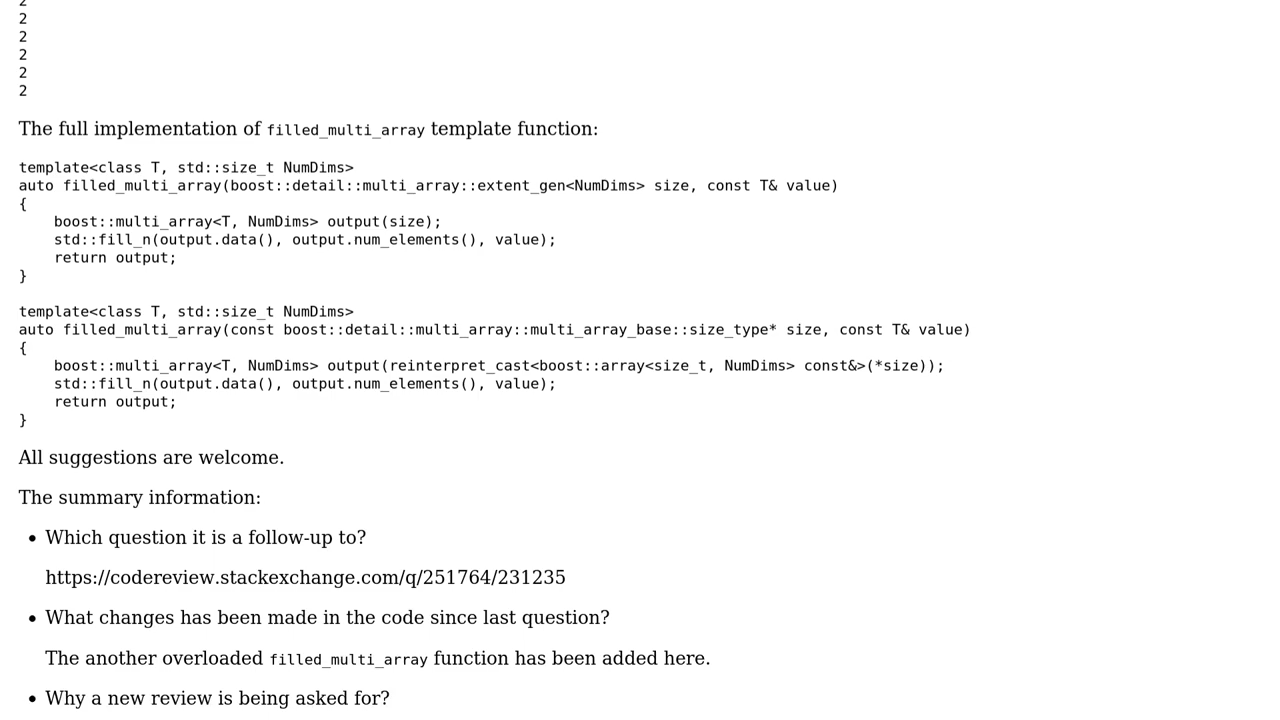 2
2
2
2
2
2
The full implementation of filled_multi_array template function:
template<class T, std::size_t NumDims>
auto filled_multi_array(boost::detail::multi_array::extent_gen<NumDims> size, const T& value)
{
    boost::multi_array<T, NumDims> output(size);
    std::fill_n(output.data(), output.num_elements(), value);
    return output;
}
template<class T, std::size_t NumDims>
auto filled_multi_array(const boost::detail::multi_array::multi_array_base::size_type* size, const T& value)
{
    boost::multi_array<T, NumDims> output(reinterpret_cast<boost::array<size_t, NumDims> const&>(*size));
    std::fill_n(output.data(), output.num_elements(), value);
    return output;
}
All suggestions are welcome.
The summary information:
• Which question it is a follow-up to?
https://codereview.stackexchange.com/q/251764/231235
• What changes has been made in the code since last question?
The another overloaded filled_multi_array function has been added here.
• Why a new review is being asked for?